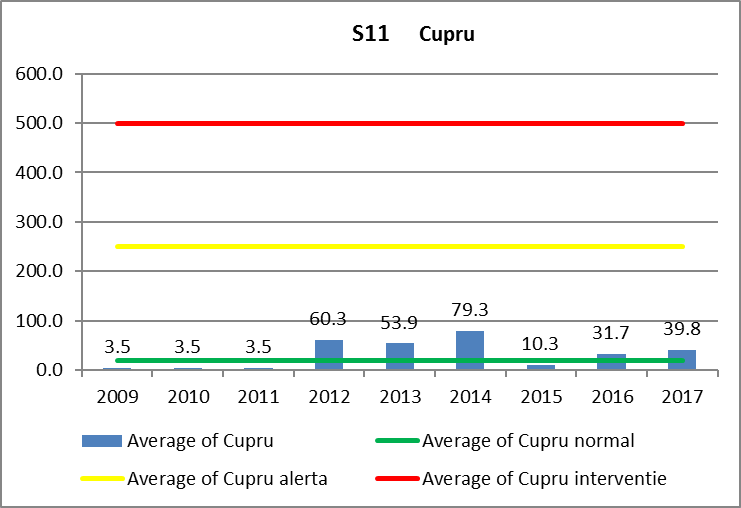 S11 Cupru
600.0
500.0
400.0
300.0
200.0
100.0
0.0
3.5 3.5 3.5 60.3 53.9 79.3 10.3 31.7 39.8
2009 2010 2011 2012 2013 2014 2015 2016 2017
Average of Cupru Average of Cupru normal
Average of Cupru alerta Average of Cupru interventie